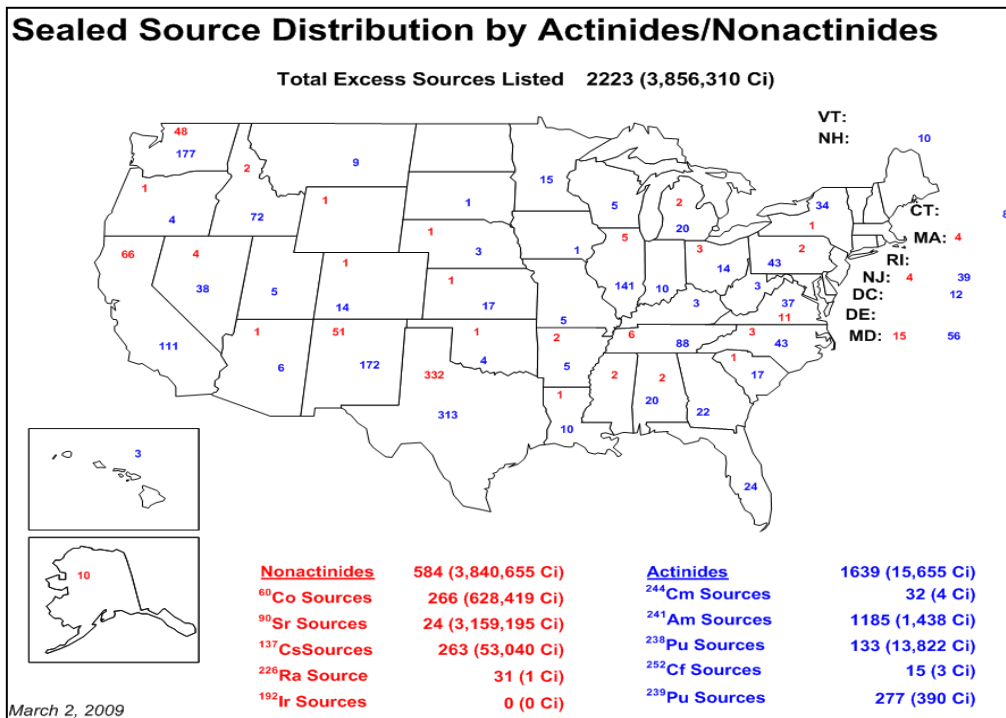 Sealed Source Distribution by Actinides/Nonactinides
Total Excess Sources Listed 2223 (3,856,310 Ci)
VT:
NH: 10
48
177
2
9
1
1
4
72
1
15
5
2
20
34
1
CT: 8
MA: 4
RI:
NJ: 4 39
DC: 12
DE:
MD: 15 56
66
4
38
111
5
1
14
1
3
1
17
1
5
5
141
10
3
14
2
43
3
3
37
11
1
6
51
172
1
4
332
313
2
5
1
10
6
88
3
43
1
17
2
2
20
22
24
3
10
Nonactinides 584 (3,840,655 Ci)
⁶⁰Co Sources 266 (628,419 Ci)
⁹⁰Sr Sources 24 (3,159,195 Ci)
¹³⁷CsSources 263 (53,040 Ci)
²²⁶Ra Source 31 (1 Ci)
¹⁹²Ir Sources 0 (0 Ci)
Actinides 1639 (15,655 Ci)
²⁴⁴Cm Sources 32 (4 Ci)
²⁴¹Am Sources 1185 (1,438 Ci)
²³⁸Pu Sources 133 (13,822 Ci)
²⁵²Cf Sources 15 (3 Ci)
²³⁹Pu Sources 277 (390 Ci)
March 2, 2009